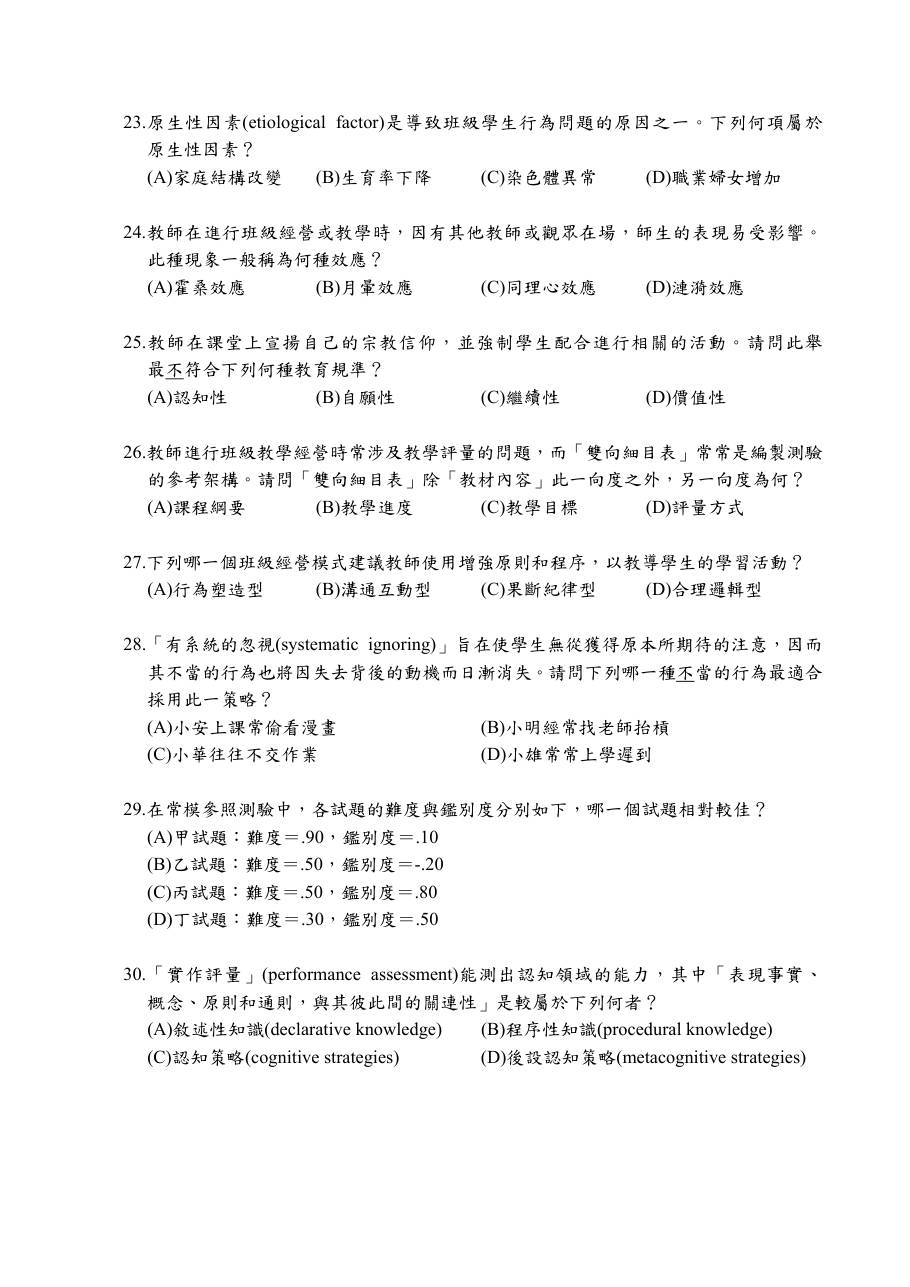 23.原生性因素(etiological factor)是導致班級學生行為問題的原因之一。下列何項屬於
原生性因素？
(A)家庭結構改變 (B)生育率下降 (C)染色體異常 (D)職業婦女增加
24.教師在進行班級經營或教學時，因有其他教師或觀眾在場，師生的表現易受影響。
此種現象一般稱為何種效應？
(A)霍桑效應 (B)月暈效應 (C)同理心效應 (D)漣漪效應
25.教師在課堂上宣揚自己的宗教信仰，並強制學生配合進行相關的活動。請問此舉
最不符合下列何種教育規準？
(A)認知性 (B)自願性 (C)繼續性 (D)價值性
26.教師進行班級教學經營時常涉及教學評量的問題，而「雙向細目表」常常是編製測驗
的參考架構。請問「雙向細目表」除「教材內容」此一向度之外，另一向度為何？
(A)課程綱要 (B)教學進度 (C)教學目標 (D)評量方式
27.下列哪一個班級經營模式建議教師使用增強原則和程序，以教導學生的學習活動？
(A)行為塑造型 (B)溝通互動型 (C)果斷紀律型 (D)合理邏輯型
28.「有系統的忽視(systematic ignoring)」旨在使學生無從獲得原本所期待的注意，因而
其不當的行為也將因失去背後的動機而日漸消失。請問下列哪一種不當的行為最適合
採用此一策略？
(A)小安上課常偷看漫畫 (B)小明經常找老師抬槓
(C)小華往往不交作業 (D)小雄常常上學遲到
29.在常模參照測驗中，各試題的難度與鑑別度分別如下，哪一個試題相對較佳？
(A)甲試題：難度＝.90，鑑別度＝.10
(B)乙試題：難度＝.50，鑑別度＝-.20
(C)丙試題：難度＝.50，鑑別度＝.80
(D)丁試題：難度＝.30，鑑別度＝.50
30.「實作評量」(performance assessment)能測出認知領域的能力，其中「表現事實、
概念、原則和通則，與其彼此間的關連性」是較屬於下列何者？
(A)敘述性知識(declarative knowledge) (B)程序性知識(procedural knowledge)
(C)認知策略(cognitive strategies) (D)後設認知策略(metacognitive strategies)